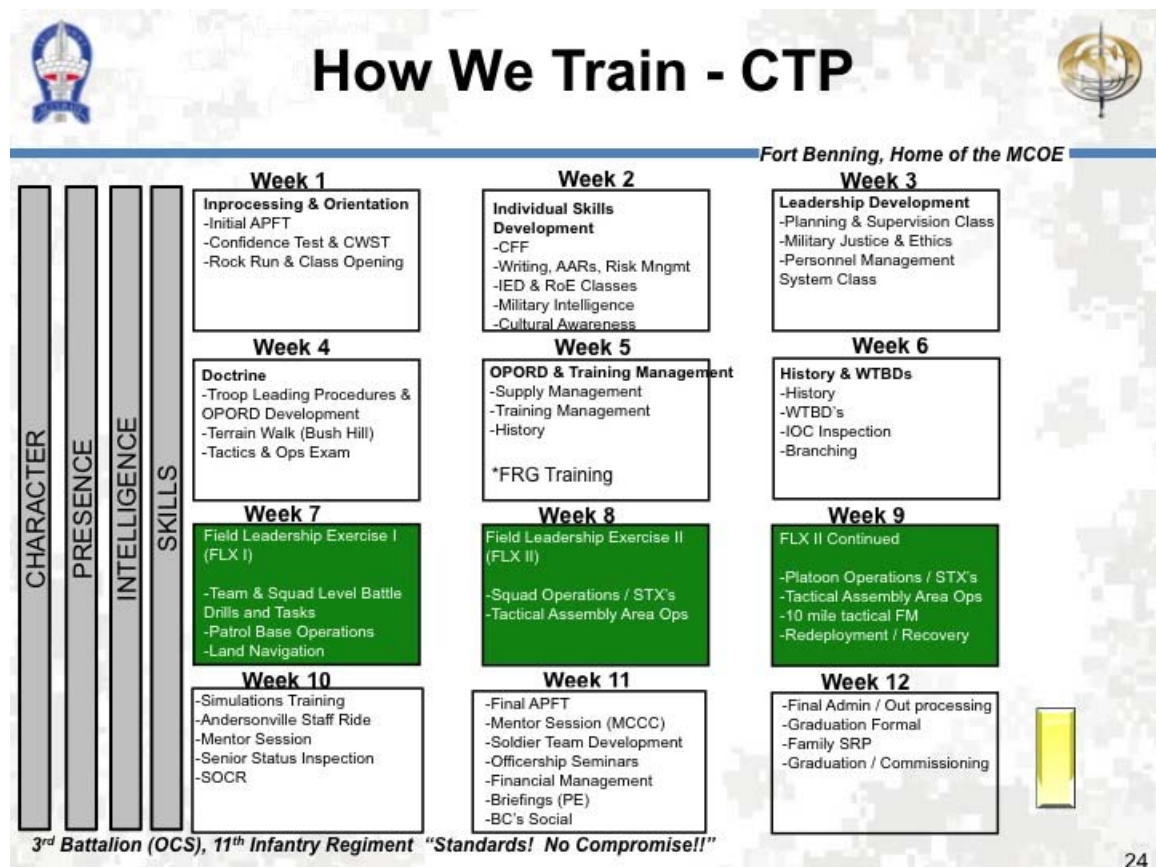 How We Train - CTP
Fort Benning, Home of the MCOE
CHARACTER
PRESENCE
INTELLIGENCE
SKILLS
Week 1
Inprocessing & Orientation
-Initial APFT
-Confidence Test & CWST
-Rock Run & Class Opening
Week 2
Individual Skills
Development
-CFF
-Writing, AARs, Risk Mngmt
-IED & RoE Classes
-Military Intelligence
-Cultural Awareness
Week 3
Leadership Development
-Planning & Supervision Class
-Military Justice & Ethics
-Personnel Management
System Class
Week 4
Doctrine
-Troop Leading Procedures &
OPORD Development
-Terrain Walk (Bush Hill)
-Tactics & Ops Exam
Week 5
OPORD & Training Management
-Supply Management
-Training Management
-History
*FRG Training
Week 6
History & WTBDs
-History
-WTBD's
-IOC Inspection
-Branching
Week 7
Field Leadership Exercise I
(FLX I)
-Team & Squad Level Battle
Drills and Tasks
-Patrol Base Operations
-Land Navigation
Week 8
Field Leadership Exercise II
(FLX II)
-Squad Operations / STX's
-Tactical Assembly Area Ops
Week 9
FLX II Continued
-Platoon Operations / STX's
-Tactical Assembly Area Ops
-10 mile tactical FM
-Redeployment / Recovery
Week 10
-Simulations Training
-Andersonville Staff Ride
-Mentor Session
-Senior Status Inspection
-SOCR
Week 11
-Final APFT
-Mentor Session (MCCC)
-Soldier Team Development
-Officership Seminars
-Financial Management
-Briefings (PE)
-BC's Social
Week 12
-Final Admin / Out processing
-Graduation Formal
-Family SRP
-Graduation / Commissioning
3rd Battalion (OCS), 11th Infantry Regiment "Standards! No Compromise!!"
24